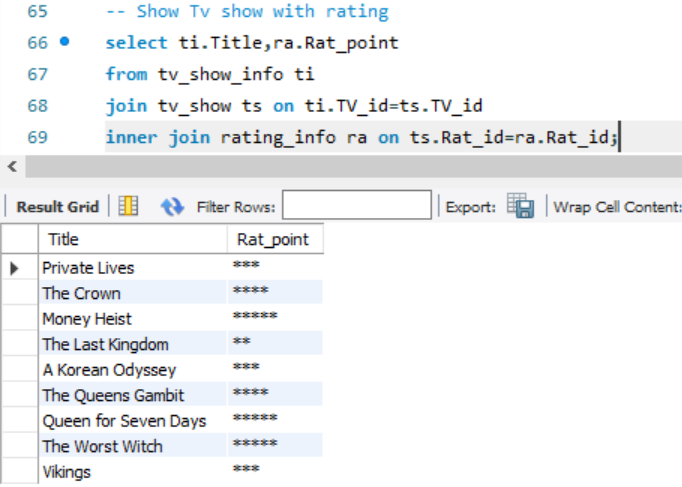 65 -- Show Tv show with rating
66 select ti.Title,ra.Rat_point
67 from tv_show_info ti
68 join tv_show ts on ti.TV_id=ts.TV_id
69 inner join rating_info ra on ts.Rat_id=ra.Rat_id;
Result Grid Filter Rows: Export: Wrap Cell Content:
Title Rat_point
Private Lives ***
The Crown ****
Money Heist *****
The Last Kingdom **
A Korean Odyssey ***
The Queens Gambit ****
Queen for Seven Days *****
The Worst Witch *****
Vikings ***